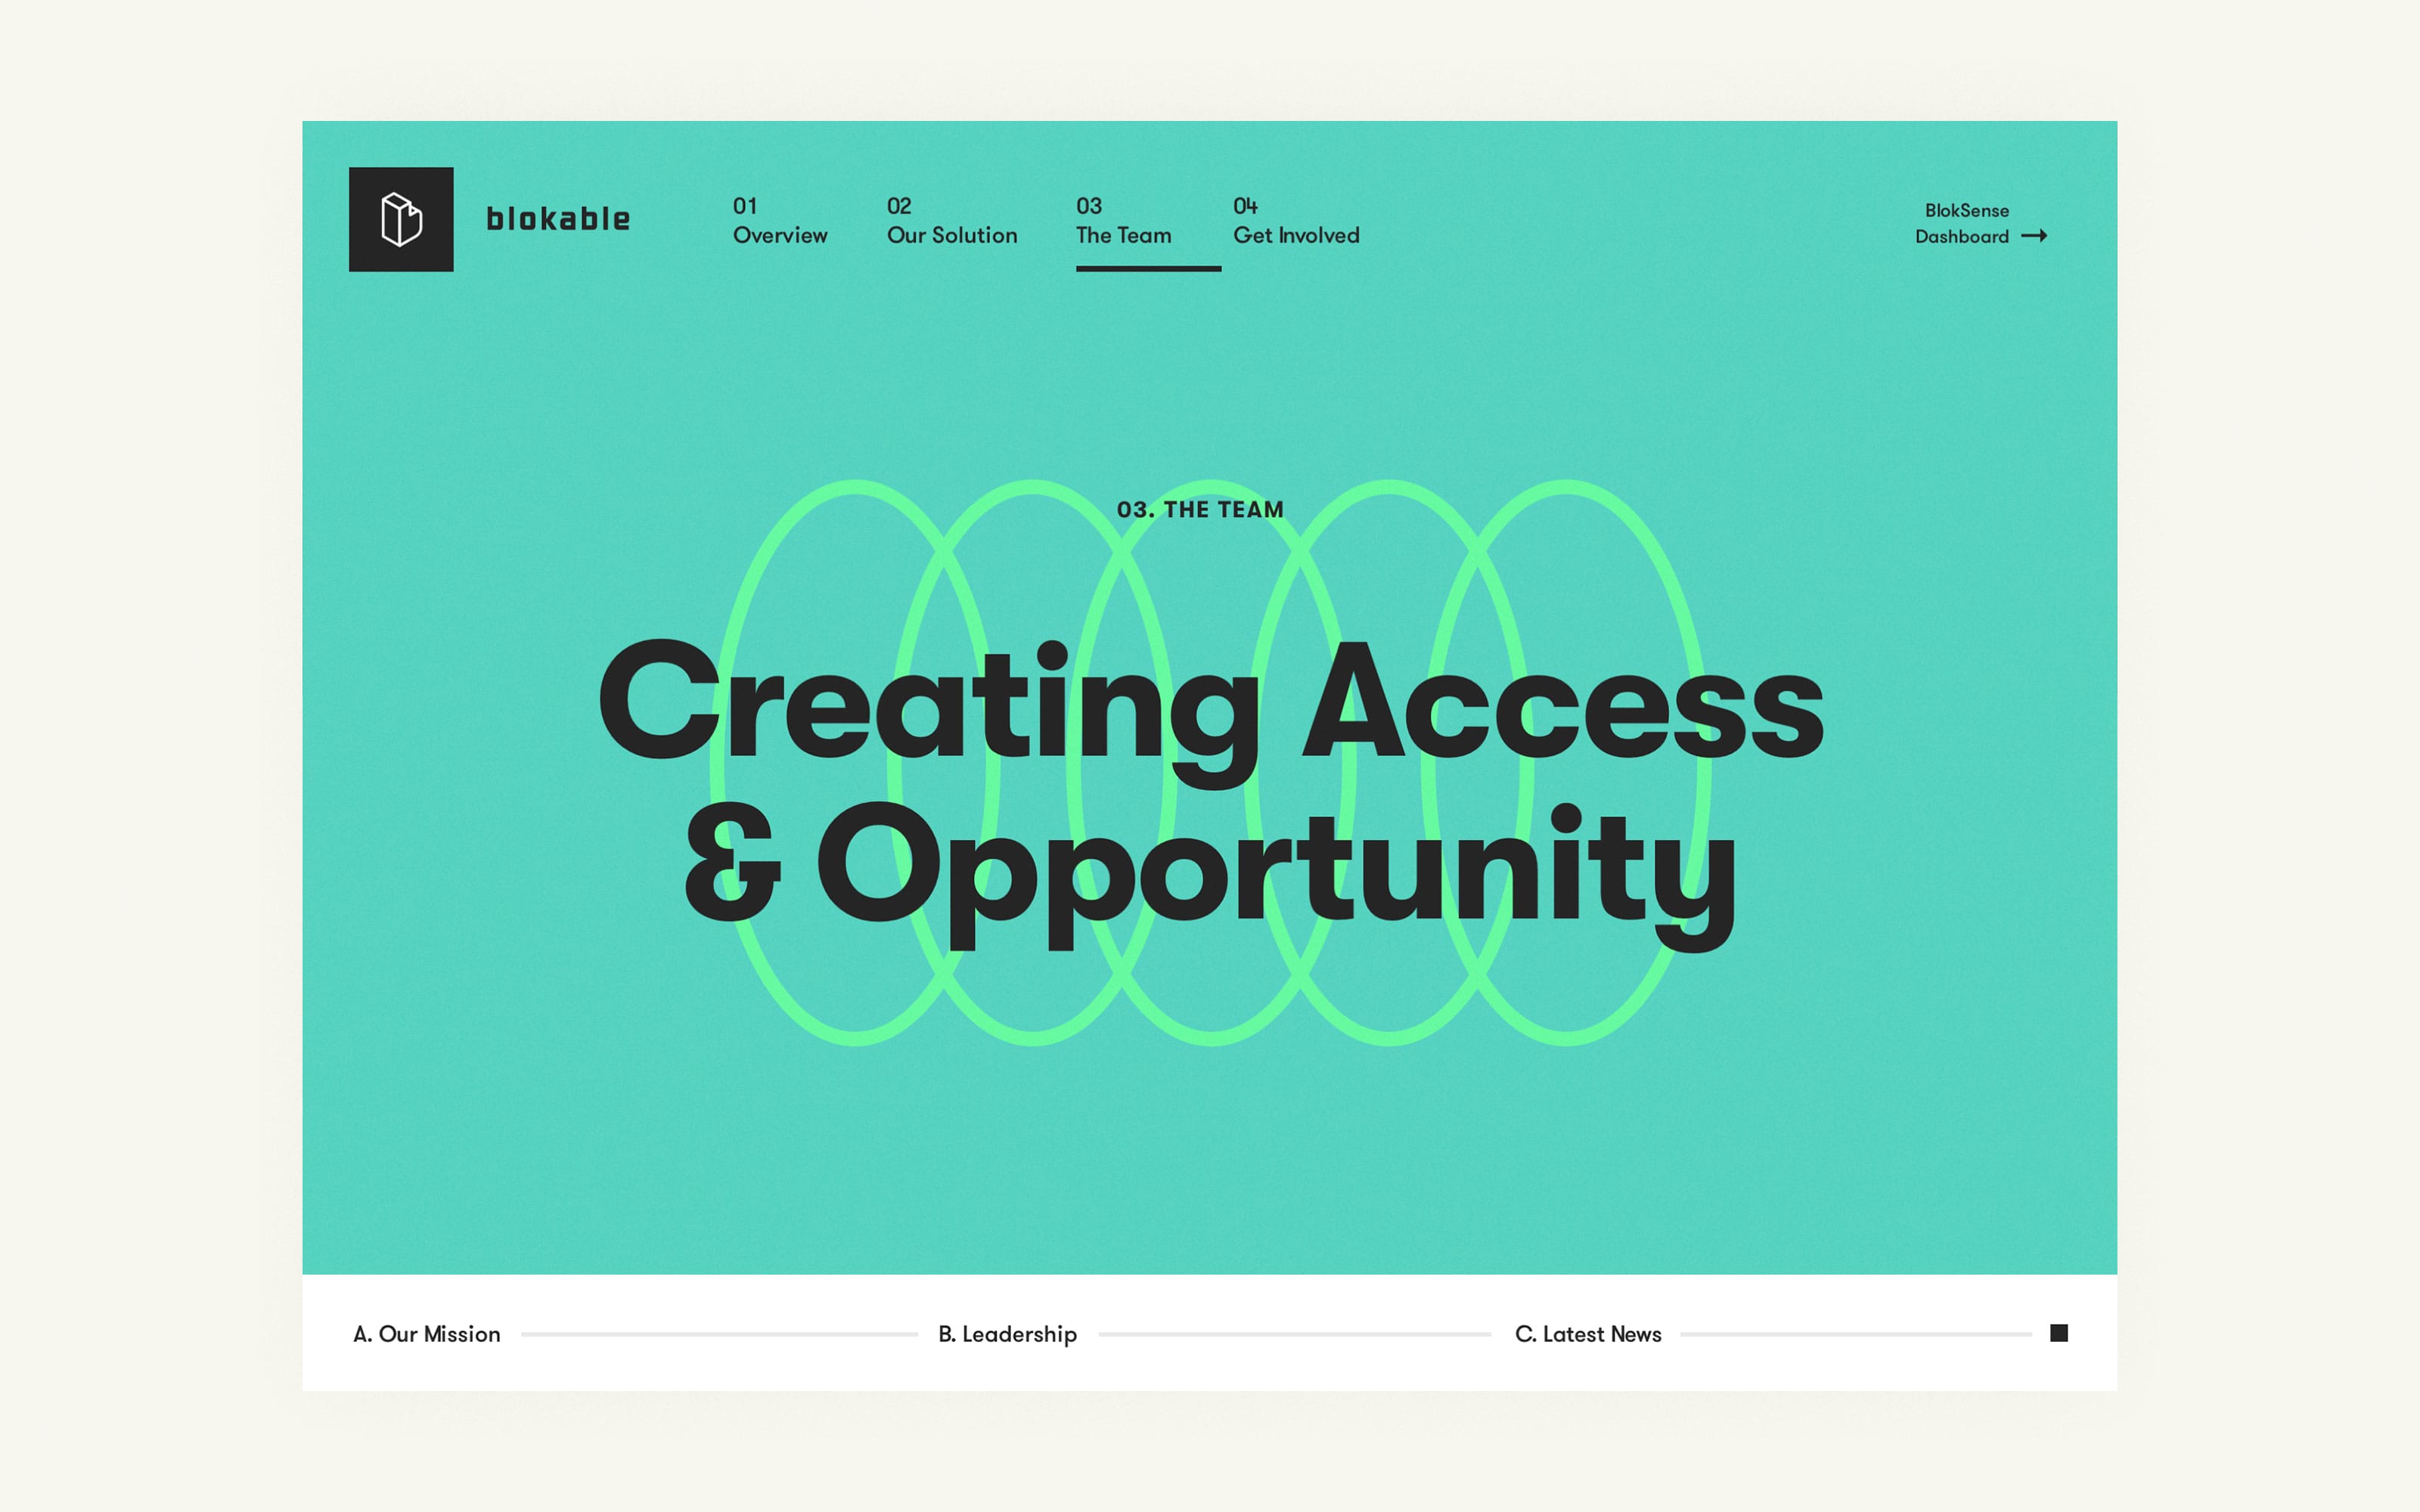 blokable
01
Overview
02
Our Solution
03
The Team
04
Get Involved
BlokSense
Dashboard
03. THE TEAM
Creating Access
& Opportunity
A. Our Mission
B. Leadership
C. Latest News